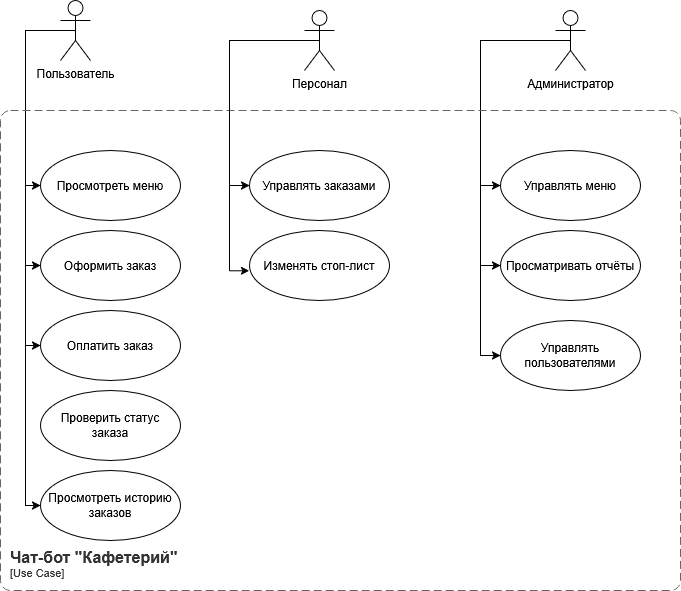 Пользователь
Персонал
Администратор
Просмотреть меню
Управлять заказами
Управлять меню
Оформить заказ
Изменять стоп-лист
Просматривать отчёты
Оплатить заказ
Управлять
пользователями
Проверить статус
заказа
Просмотреть историю
заказов
Чат-бот "Кафетерий"
[Use Case]